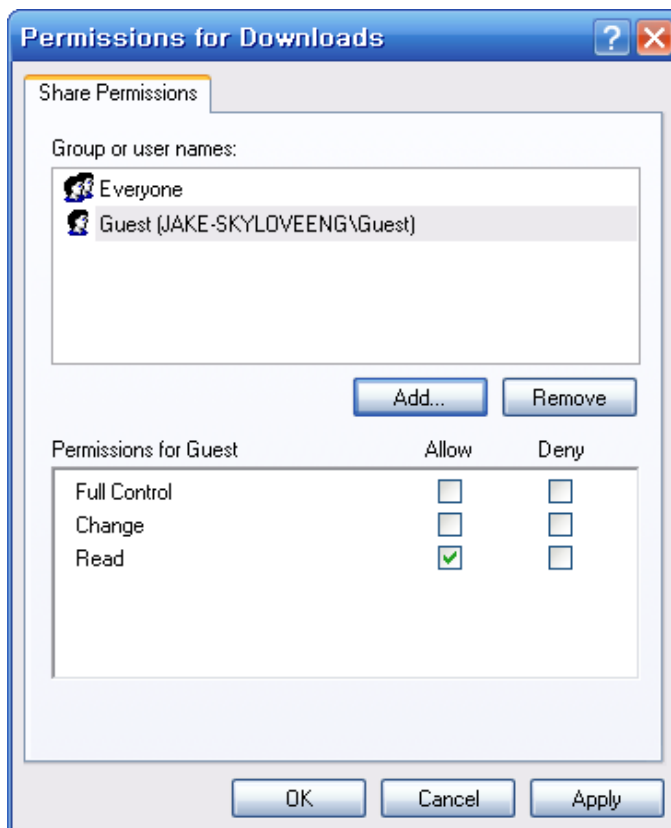 Permissions for Downloads
Share Permissions
Group or user names:
Everyone
Guest (JAKE-SKYLOVEENG\Guest)
Add... Remove
Permissions for Guest Allow Deny
Full Control
Change
Read
OK Cancel Apply